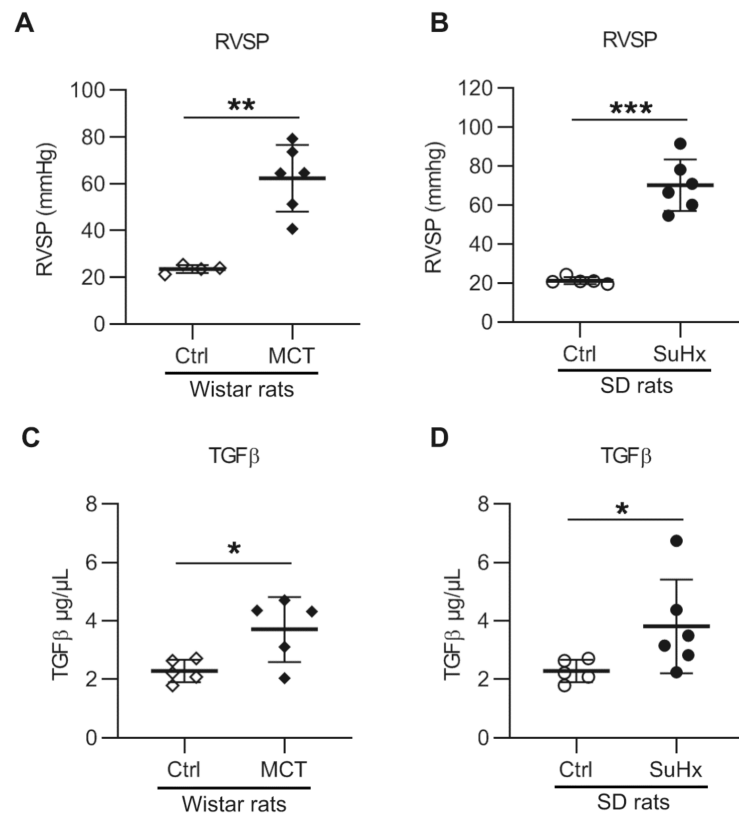 A
RVSP
RVSP (mmHg)
100
80
60
40
20
0
**
Ctrl MCT
Wistar rats
B
RVSP
RVSP (mmhg)
120
100
80
60
40
20
0
***
Ctrl SuHx
SD rats
C
TGFβ
TGFβ µg/µL
8
6
4
2
0
*
Ctrl MCT
Wistar rats
D
TGFβ
TGFβ µg/µL
8
6
4
2
0
*
Ctrl SuHx
SD rats